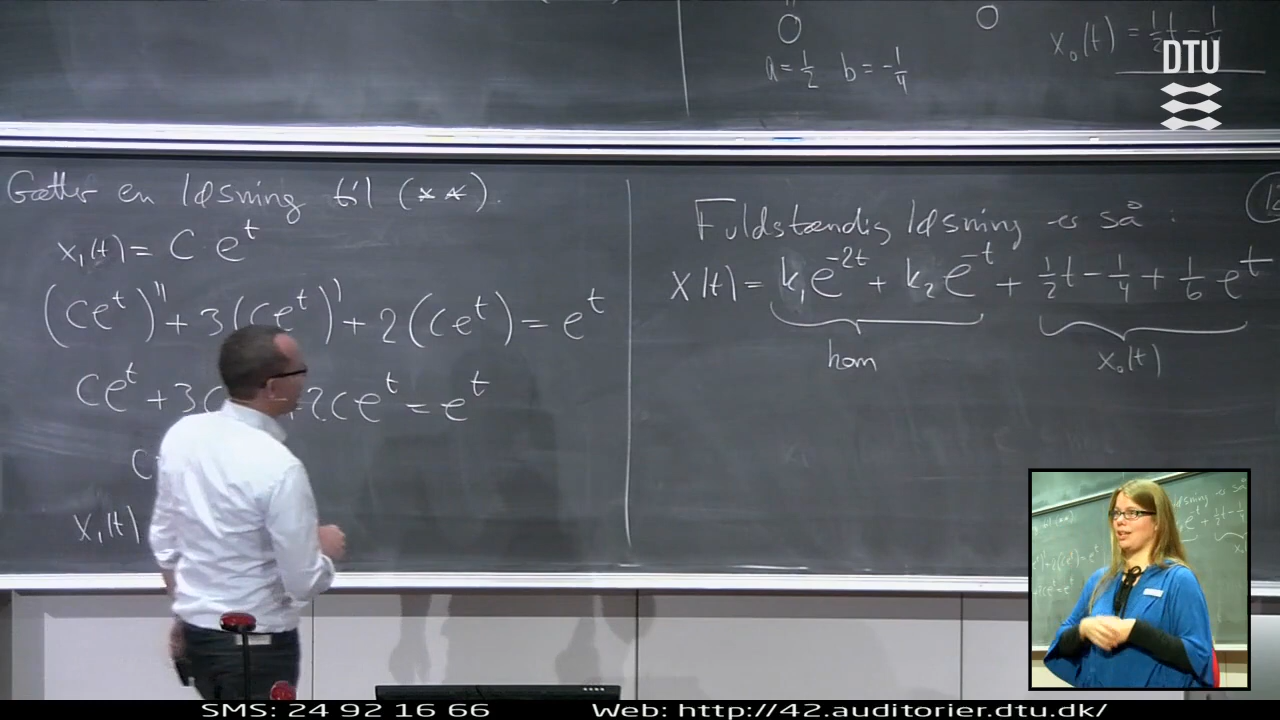 a = 1/2 b = -1/4
x₀(t) = 1/2 t - 1/4
DTU
Gætter en løsning til (**).
x₁(t) = C e^t
(Ce^t)'' + 3(Ce^t)' + 2(Ce^t) = e^t
Ce^t + 3C 2Ce^t = e^t
C
x₁(t)
Fuldstændig løsning er så :
x(t) = k₁e^-2t + k₂e^-t + 1/2 t - 1/4 + 1/6 e^t
hom x₀(t)
SMS: 24 92 16 66 Web: http://42.auditorier.dtu.dk/